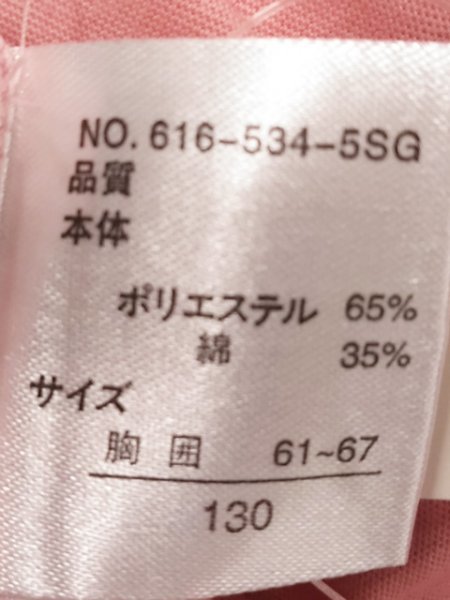 NO. 616-534-5SG
品質
本体
ポリエステル 65%
綿 35%
サイズ
胸囲 61~67
130